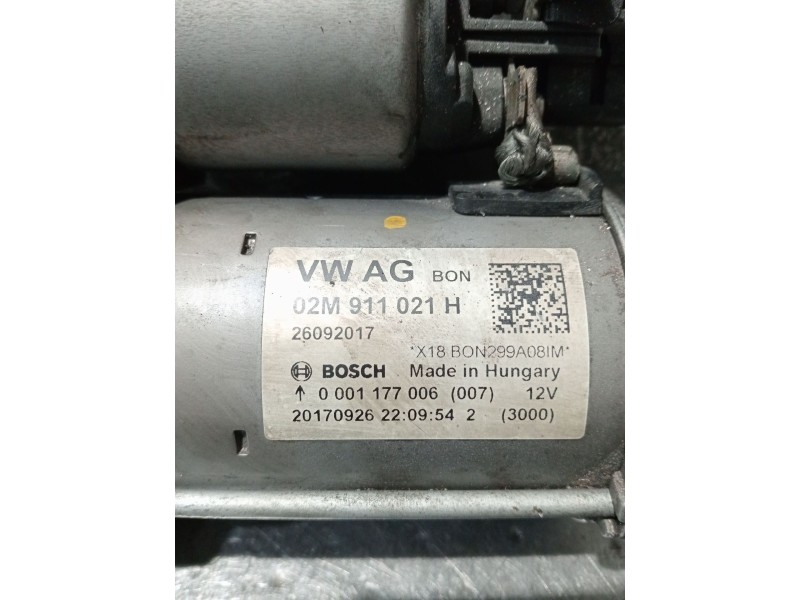 VW AG BON
02M 911 021 H
26092017
*X18 BON299A08IM*
BOSCH Made in Hungary
↑ 0 001 177 006 (007) 12V
20170926 22:09:54 2 (3000)